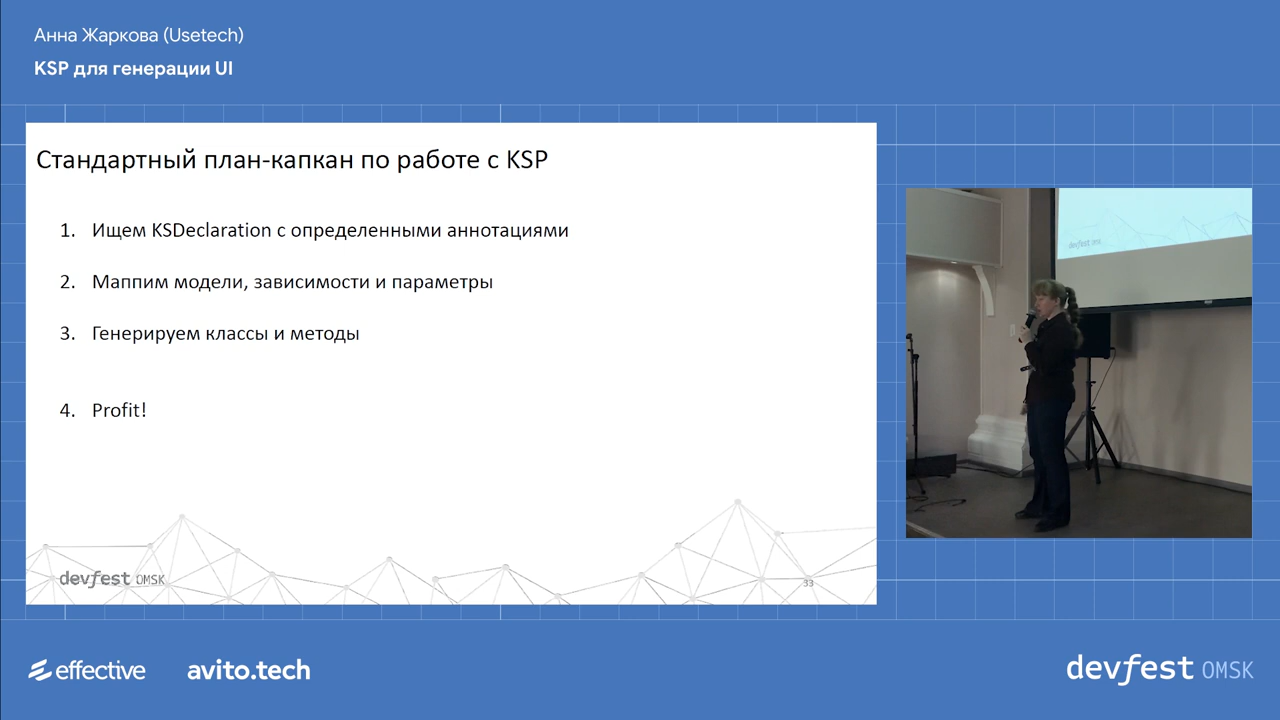 Анна Жаркова (Usetech)
KSP для генерации UI
Стандартный план-капкан по работе с KSP
1. Ищем KSDeclaration с определенными аннотациями
2. Маппим модели, зависимости и параметры
3. Генерируем классы и методы
4. Profit!
devfest OMSK
33
effective
avito.tech
devfest OMSK